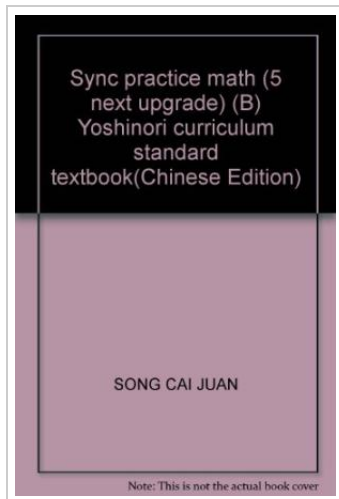 Sync practice math (5
next upgrade) (B)
Yoshinori curriculum
standard
textbook(Chinese Edition)
SONG CAI JUAN
Note: This is not the actual book cover